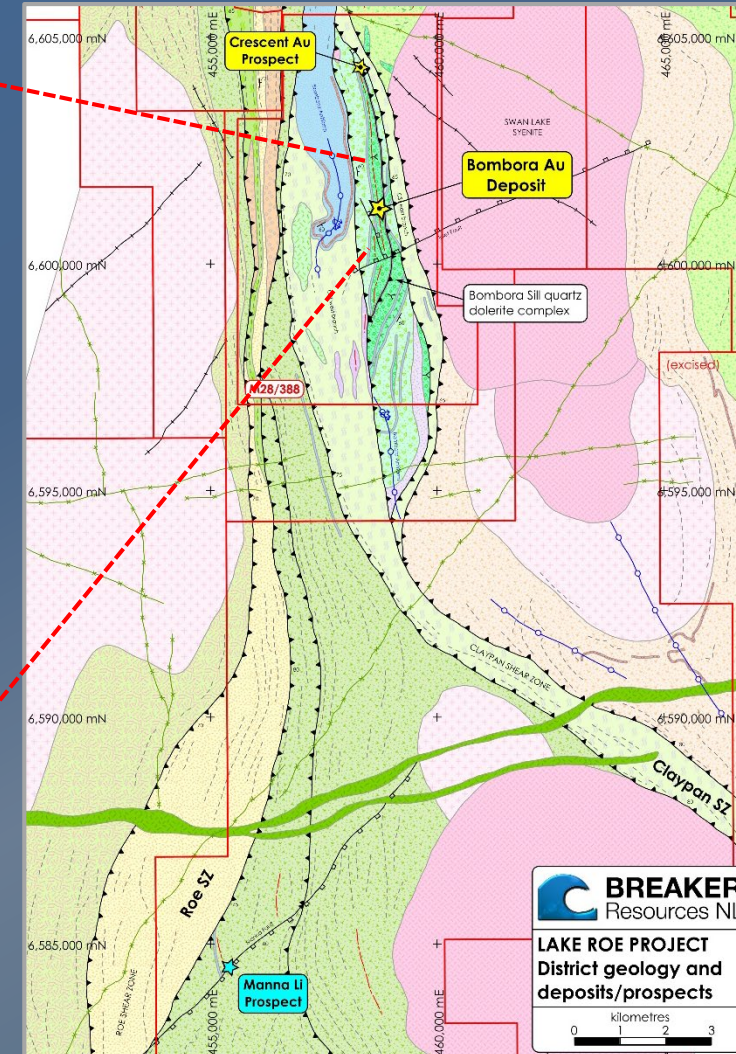 6,605,000 mN
455,000 mE
460,000 mE
465,000 mE
6,605,000 mN
Crescent Au
Prospect
SWAN LAKE
SYENITE
Bombora Au
Deposit
6,600,000 mN
6,600,000 mN
Bombora Sill quartz
dolerite complex
(excised)
M28/388
6,595,000 mN
6,595,000 mN
CLAYPAN SHEAR ZONE
6,590,000 mN
6,590,000 mN
Claypan SZ
Roe SZ
6,585,000 mN
Manna Li
Prospect
ROE SHEAR ZONE
455,000 mE
460,000 mE
BREAKER
Resources NL
LAKE ROE PROJECT
District geology and
deposits/prospects
kilometres
0 1 2 3